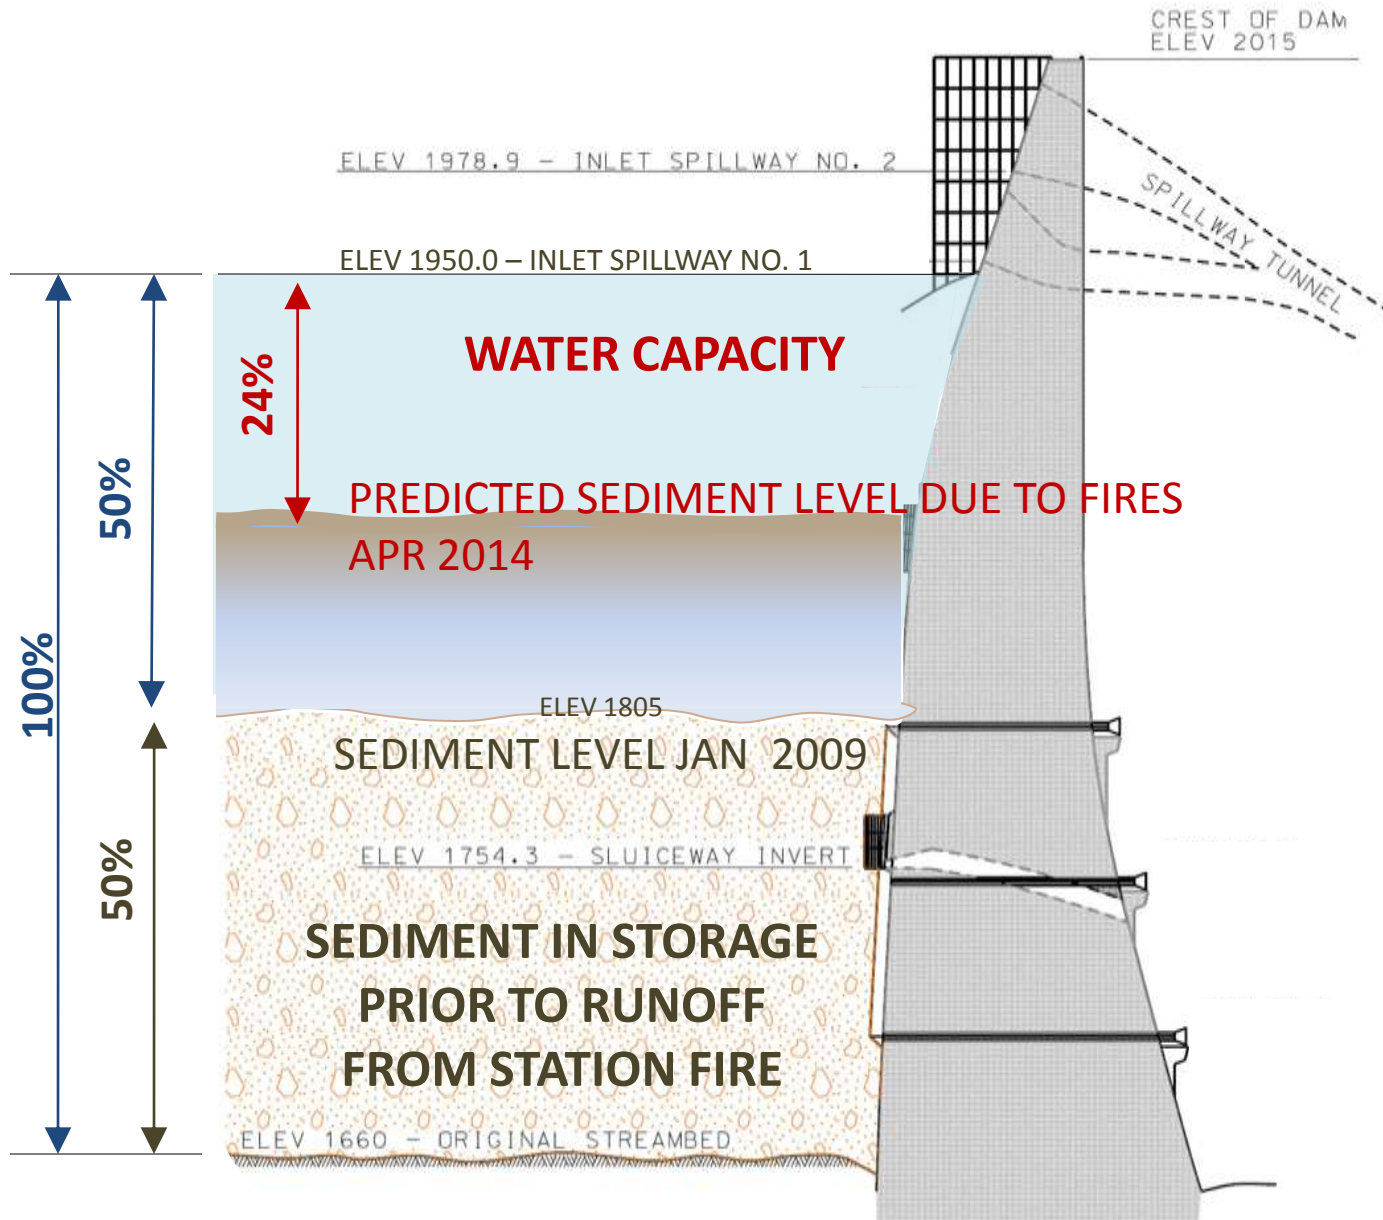 CREST OF DAM
ELEV 2015
ELEV 1978.9 - INLET SPILLWAY NO. 2
SPILLWAY TUNNEL
ELEV 1950.0 – INLET SPILLWAY NO. 1
WATER CAPACITY
24%
50%
100%
PREDICTED SEDIMENT LEVEL DUE TO FIRES
APR 2014
ELEV 1805
SEDIMENT LEVEL JAN 2009
ELEV 1754.3 - SLUICEWAY INVERT
50%
SEDIMENT IN STORAGE
PRIOR TO RUNOFF
FROM STATION FIRE
ELEV 1660 - ORIGINAL STREAMBED